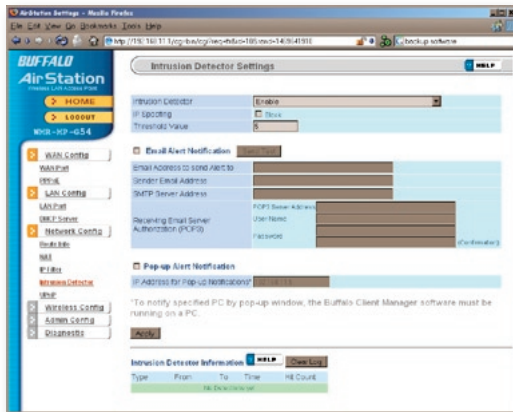 AirStation Settings - Mozilla Firefox
File Edit View Go Bookmarks Tools Help
backup software
BUFFALO
AirStation
Wireless LAN Access Point
HOME
LOGOUT
WHR-HP-G54
WAN Config
WAN Port
PPPoE
LAN Config
LAN Port
DHCP Server
Network Config
Route Info
NAT
IP Filter
Intrusion Detector
UPnP
Wireless Config
Admin Config
Diagnostic
Intrusion Detector Settings
HELP
Intrusion Detector Enable
IP Spoofing Block
Threshold Value 5
Email Alert Notification Send Test
Email Address to send Alert to
Sender Email Address
SMTP Server Address
Receiving Email Server Authorization (POP3)
POP3 Server Address
User Name
Password
(Confirmation)
Pop-up Alert Notification
IP Address for Pop-up Notifications*
*To notify specified PC by pop-up window, the Buffalo Client Manager software must be
running on a PC.
Apply
Intrusion Detector Information HELP Clear Log
Type From To Time Hit Count